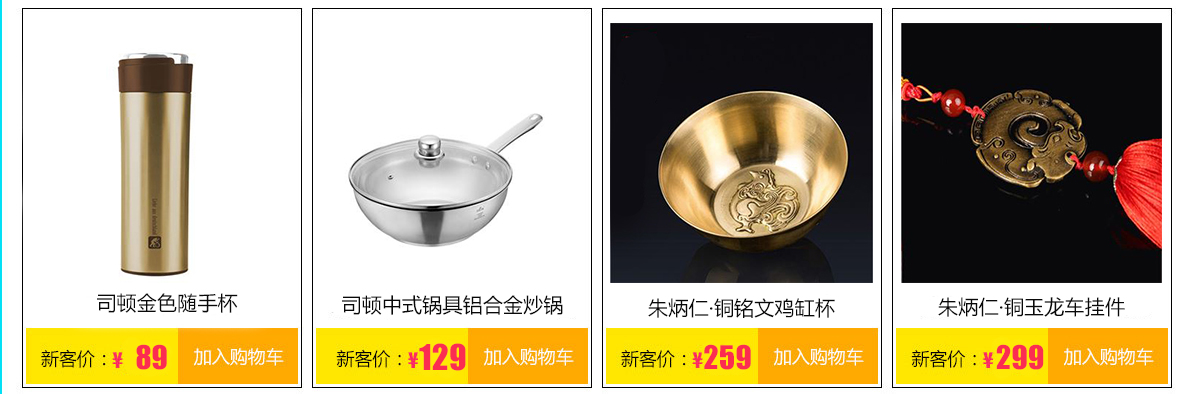 司顿金色随手杯
新客价：¥ 89
加入购物车
司顿中式锅具铝合金炒锅
新客价：¥129
加入购物车
朱炳仁·铜铭文鸡缸杯
新客价：¥259
加入购物车
朱炳仁·铜玉龙车挂件
新客价：¥299
加入购物车